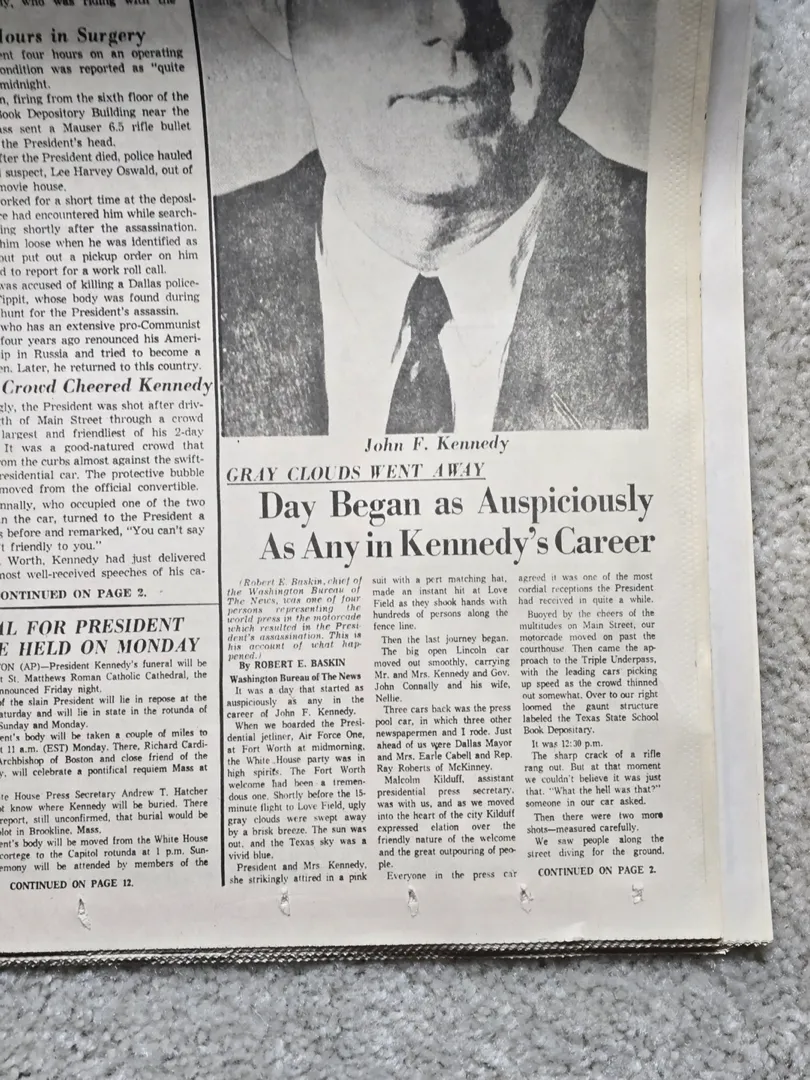 ly, who was riding with the
Hours in Surgery
ent four hours on an operating
ondition was reported as "quite
midnight.
n, firing from the sixth floor of the
Book Depository Building near the
ass sent a Mauser 6.5 rifle bullet
the President's head.
fter the President died, police hauled
suspect, Lee Harvey Oswald, out of
movie house.
orked for a short time at the deposi-
e had encountered him while search-
ing shortly after the assassination.
him loose when he was identified as
but put out a pickup order on him
d to report for a work roll call.
was accused of killing a Dallas police-
Tippit, whose body was found during
hunt for the President's assassin.
who has an extensive pro-Communist
four years ago renounced his Ameri-
ip in Russia and tried to become a
en. Later, he returned to this country.
Crowd Cheered Kennedy
gly, the President was shot after driv-
th of Main Street through a crowd
largest and friendliest of his 2-day
It was a good-natured crowd that
om the curbs almost against the swift-
residential car. The protective bubble
moved from the official convertible.
nnally, who occupied one of the two
n the car, turned to the President a
s before and remarked, "You can't say
't friendly to you."
Worth, Kennedy had just delivered
most well-received speeches of his ca-
ONTINUED ON PAGE 2.
AL FOR PRESIDENT
E HELD ON MONDAY
TON (AP)—President Kennedy's funeral will be
t St. Matthews Roman Catholic Cathedral, the
nnounced Friday night.
of the slain President will lie in repose at the
aturday and will lie in state in the rotunda of
Sunday and Monday.
ent's body will be taken a couple of miles to
t 11 a.m. (EST) Monday. There, Richard Cardi-
Archbishop of Boston and close friend of the
y, will celebrate a pontifical requiem Mass at
te House Press Secretary Andrew T. Hatcher
ot know where Kennedy will be buried. There
report, still unconfirmed, that burial would be
plot in Brookline, Mass.
ent's body will be moved from the White House
cortege to the Capitol rotunda at 1 p.m. Sun-
emony will be attended by members of the
CONTINUED ON PAGE 12.
John F. Kennedy
GRAY CLOUDS WENT AWAY
Day Began as Auspiciously
As Any in Kennedy's Career
(Robert E. Baskin, chief of
the Washington Bureau of
The News, was one of four
persons representing the
world press in the motorcade
which resulted in the Presi-
dent's assassination. This is
his account of what hap-
pened.)
By ROBERT E. BASKIN
Washington Bureau of The News
It was a day that started as
auspiciously as any in the
career of John F. Kennedy.
When we boarded the Presi-
dential jetliner, Air Force One,
at Fort Worth at midmorning,
the White House party was in
high spirits. The Fort Worth
welcome had been a tremen-
dous one. Shortly before the 15-
minute flight to Love Field, ugly
gray clouds were swept away
by a brisk breeze. The sun was
out, and the Texas sky was a
vivid blue.
President and Mrs Kennedy,
she strikingly attired in a pink
suit with a pert matching hat,
made an instant hit at Love
Field as they shook hands with
hundreds of persons along the
fence line.
Then the last journey began.
The big open Lincoln car
moved out smoothly, carrying
Mr. and Mrs. Kennedy and Gov.
John Connally and his wife,
Nellie.
Three cars back was the press
pool car, in which three other
newspapermen and I rode. Just
ahead of us were Dallas Mayor
and Mrs. Earle Cabell and Rep.
Ray Roberts of McKinney.
Malcolm Kilduff, assistant
presidential press secretary,
was with us, and as we moved
into the heart of the city Kilduff
expressed elation over the
friendly nature of the welcome
and the great outpouring of peo-
ple.
Everyone in the press car
agreed it was one of the most
cordial receptions the President
had received in quite a while.
Buoyed by the cheers of the
multitudes on Main Street, our
motorcade moved on past the
courthouse Then came the ap-
proach to the Triple Underpass,
with the leading cars picking
up speed as the crowd thinned
out somewhat. Over to our right
loomed the gaunt structure
labeled the Texas State School
Book Depositary.
It was 12:30 p.m.
The sharp crack of a rifle
rang out. But at that moment
we couldn't believe it was just
that. "What the hell was that?"
someone in our car asked.
Then there were two more
shots—measured carefully.
We saw people along the
street diving for the ground.
CONTINUED ON PAGE 2.